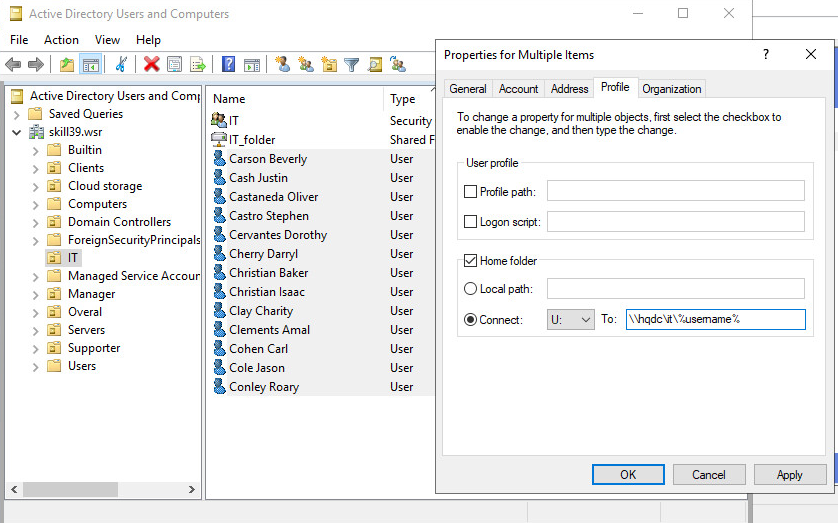 Active Directory Users and Computers
File Action View Help
Active Directory Users and Comp
Saved Queries
skill39.wsr
Builtin
Clients
Cloud storage
Computers
Domain Controllers
ForeignSecurityPrincipals
IT
Managed Service Accour
Manager
Overal
Servers
Supporter
Users
Name Type
IT Security
IT_folder Shared F
Carson Beverly User
Cash Justin User
Castaneda Oliver User
Castro Stephen User
Cervantes Dorothy User
Cherry Darryl User
Christian Baker User
Christian Isaac User
Clay Charity User
Clements Amal User
Cohen Carl User
Cole Jason User
Conley Roary User
Properties for Multiple Items
General Account Address Profile Organization
To change a property for multiple objects, first select the checkbox to
enable the change, and then type the change.
User profile
Profile path:
Logon script:
Home folder
Local path:
Connect: U: To: \\hqdc\it\%username%
OK Cancel Apply